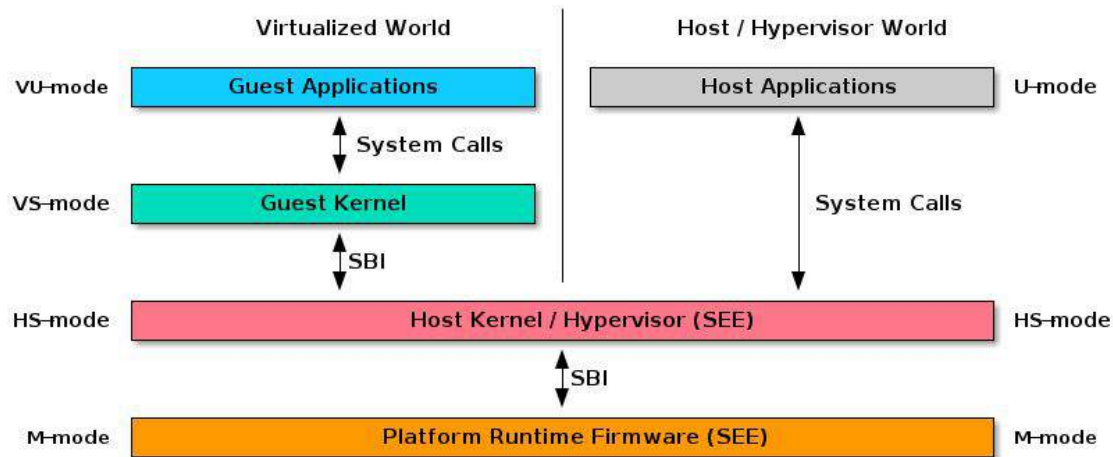 Virtualized World Host / Hypervisor World
VU-mode Guest Applications Host Applications U-mode
System Calls
VS-mode Guest Kernel System Calls
SBI
HS-mode Host Kernel / Hypervisor (SEE) HS-mode
SBI
M-mode Platform Runtime Firmware (SEE) M-mode